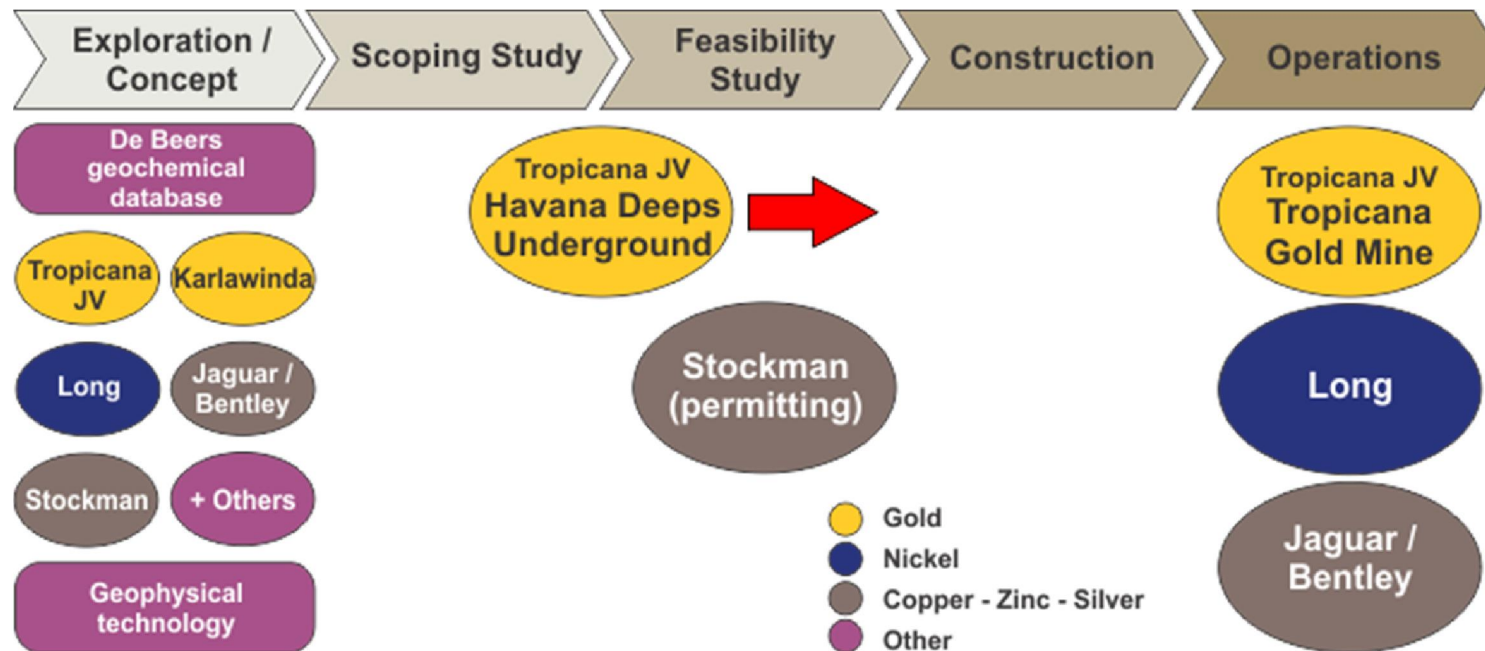 Exploration /
Concept
Scoping Study
Feasibility
Study
Construction
Operations
De Beers
geochemical
database
Tropicana
JV
Karlawinda
Long
Jaguar /
Bentley
Stockman
+ Others
Geophysical
technology
Tropicana JV
Havana Deeps
Underground
Stockman
(permitting)
Tropicana JV
Tropicana
Gold Mine
Long
Jaguar /
Bentley
Gold
Nickel
Copper - Zinc - Silver
Other